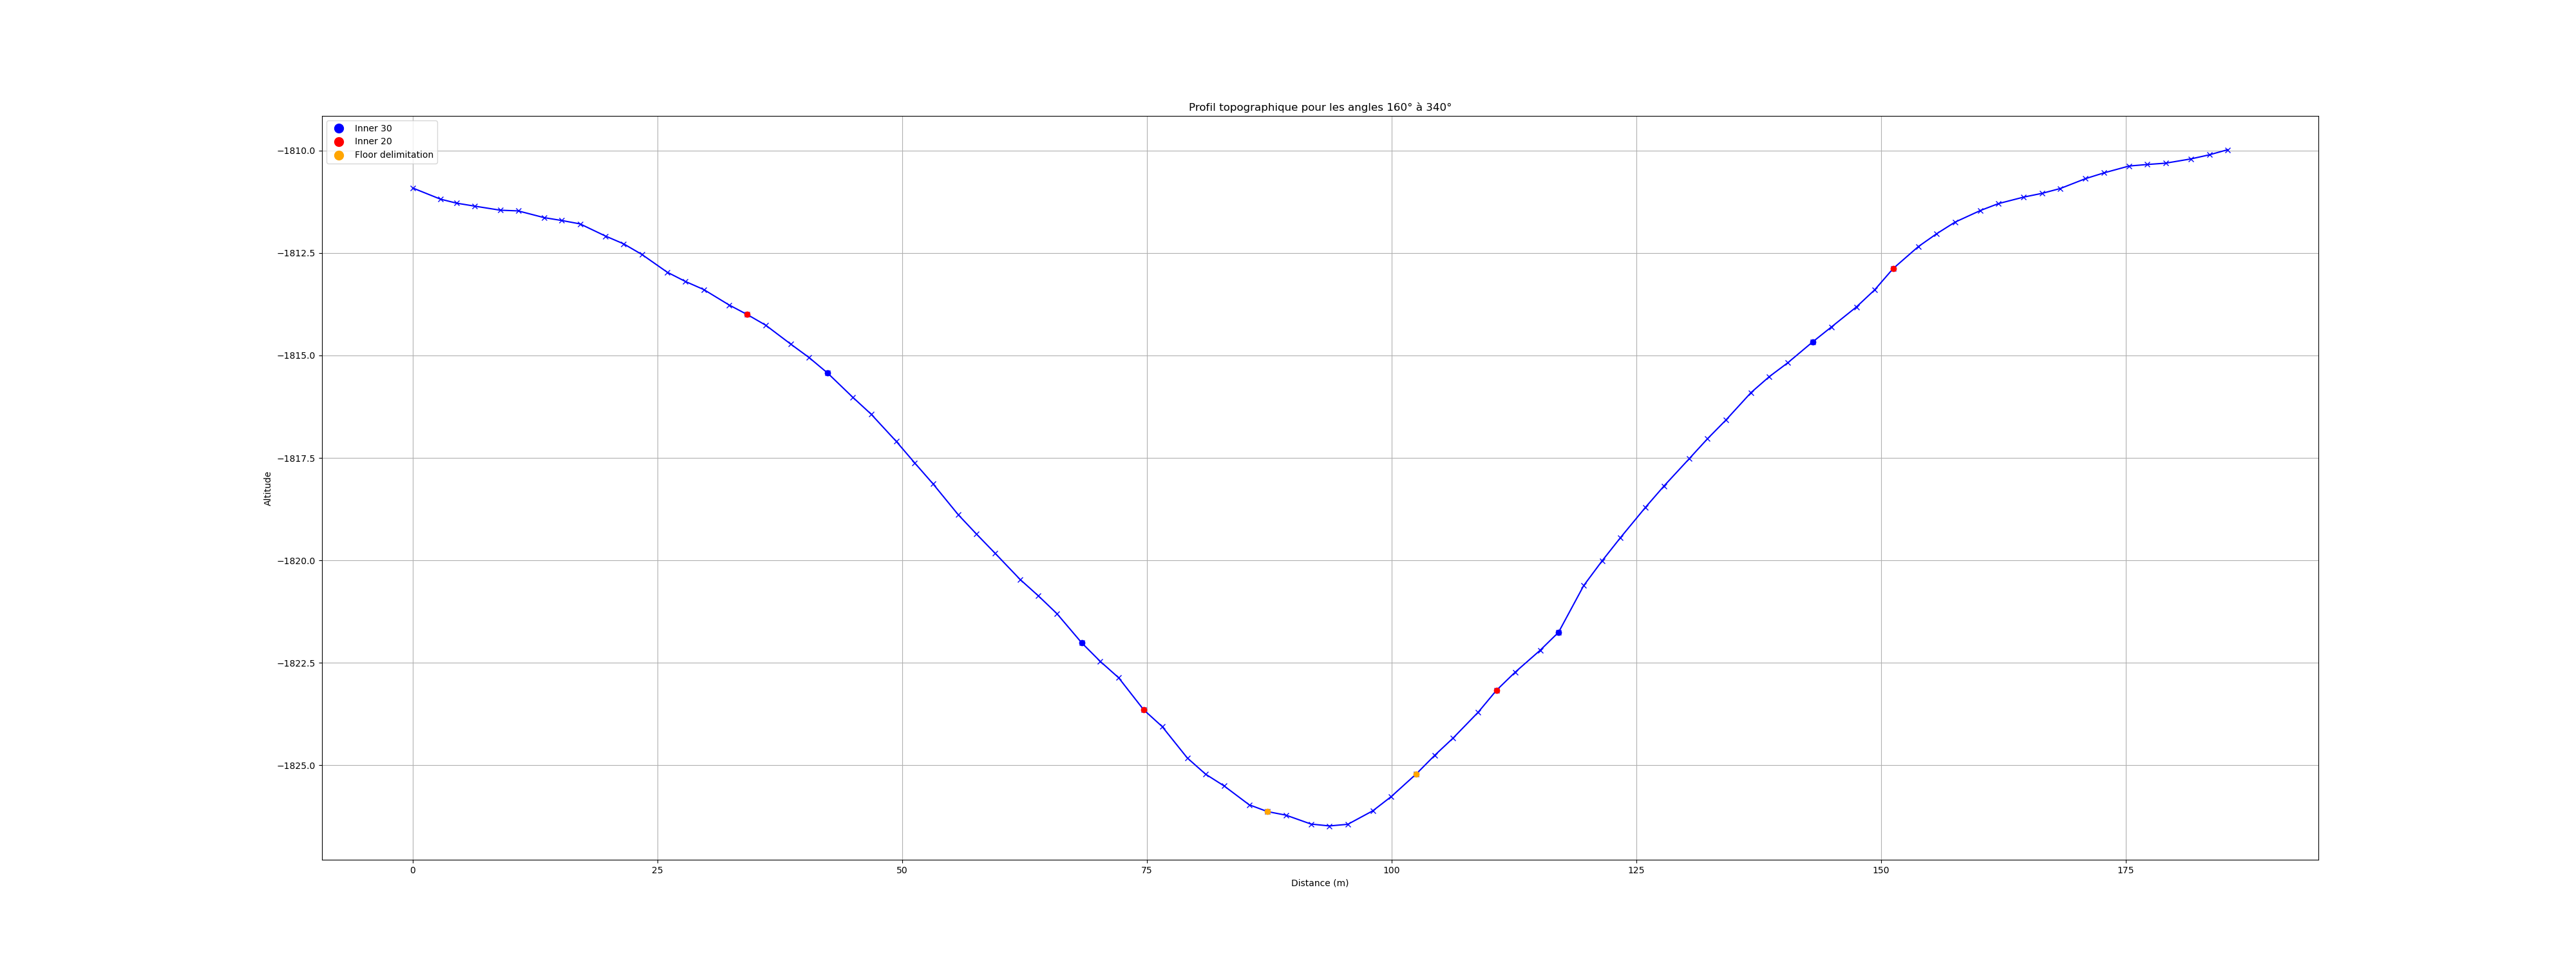 Profil topographique pour les angles 160° à 340°
Inner 30
Inner 20
Floor delimitation
−1810.0
−1812.5
−1815.0
−1817.5
−1820.0
−1822.5
−1825.0
Altitude
0 25 50 75 100 125 150 175
Distance (m)